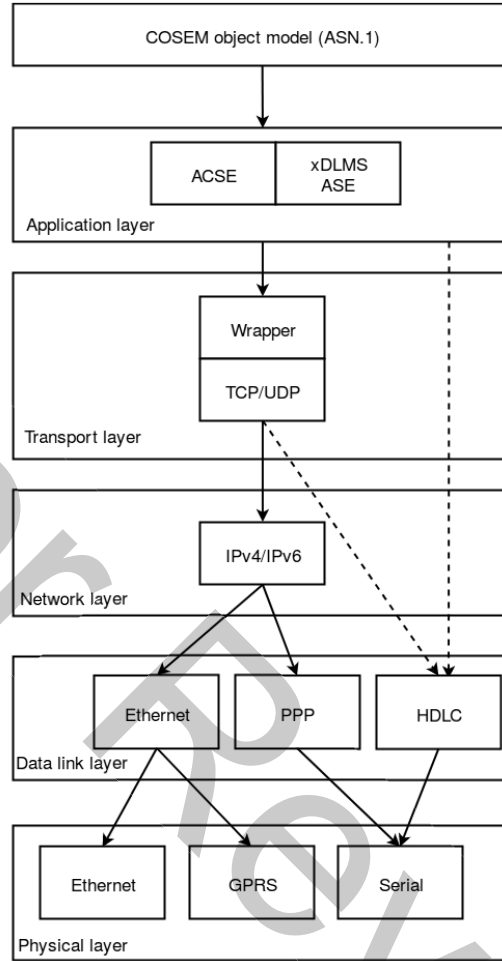 COSEM object model (ASN.1)
ACSE
xDLMS
ASE
Application layer
Wrapper
TCP/UDP
Transport layer
IPv4/IPv6
Network layer
Ethernet
PPP
HDLC
Data link layer
Ethernet
GPRS
Serial
Physical layer